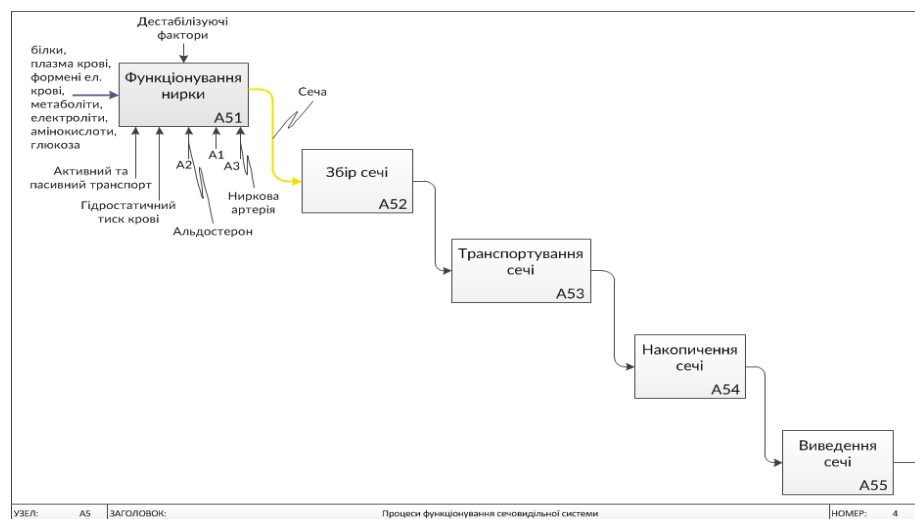 Дестабілізуючі
фактори
білки,
плазма крові,
формені ел.
крові,
метаболіти,
електроліти,
амінокислоти,
глюкоза
Функціонування
нирки
A51
Сеча
A2
A1
A3
Активний та
пасивний транспорт
Гідростатичний
тиск крові
Альдостерон
Ниркова
артерія
Збір сечі
A52
Транспортування
сечі
A53
Накопичення
сечі
A54
Виведення
сечі
A55
УЗЕЛ: A5 ЗАГОЛОВОК: Процеси функціонування сечовидільної системи НОМЕР: 4